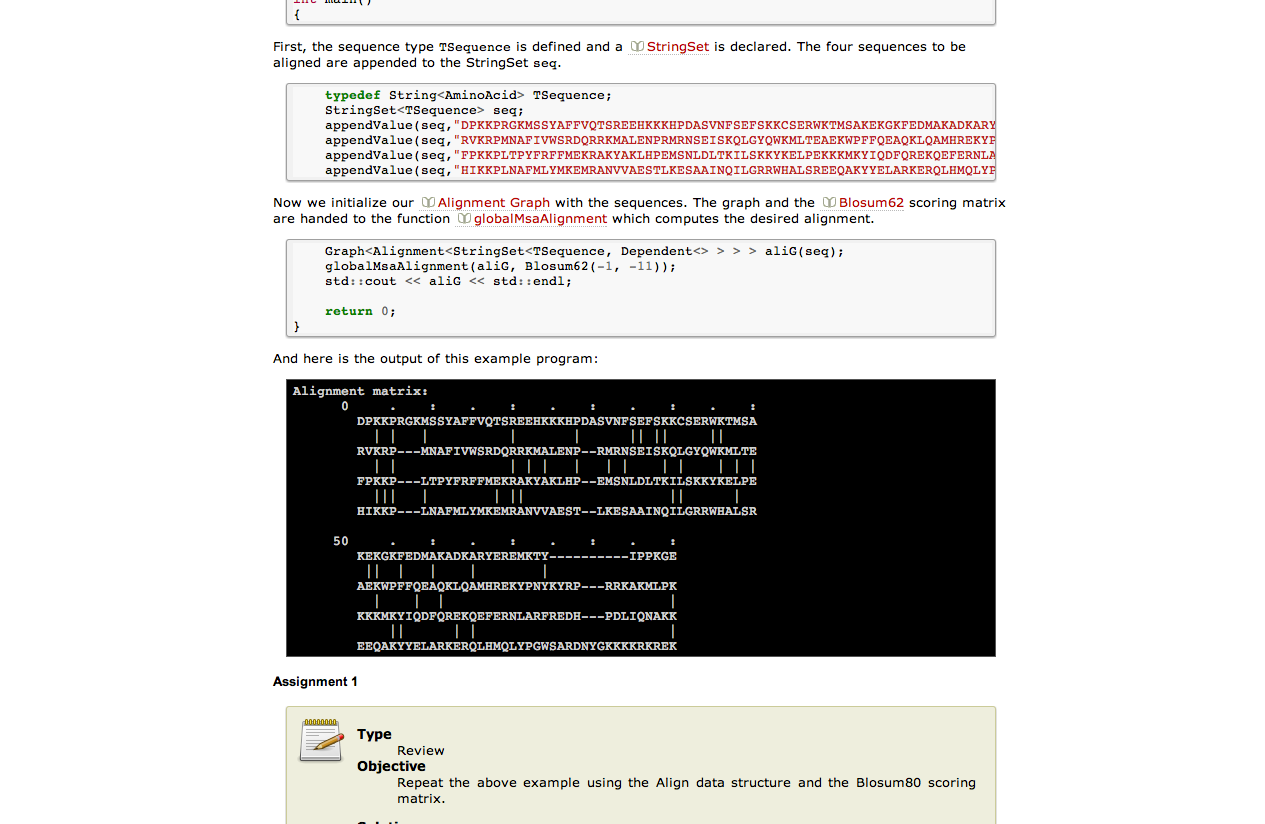 int main()
{
First, the sequence type TSequence is defined and a StringSet is declared. The four sequences to be
aligned are appended to the StringSet seq.
typedef String<AminoAcid> TSequence;
StringSet<TSequence> seq;
appendValue(seq,"DPKKPRGKMSSYAFFVQTSREEHKKKHPDASVNFSEFSKKCSERWKTMSAKEKGKFEDMAKADKARY
appendValue(seq,"RVKRPMNAFIVWSRDQRRKMALENPRMRNSEISKQLGYQWKMLTEAEKWPFFQEAQKLQAMHREKYP
appendValue(seq,"FPKKPLTPYFRFFMEKRAKYAKLHPEMSNLDLTKILSKKYKELPEKKKMKYIQDFQREKQEFERNLA
appendValue(seq,"HIKKPLNAFMLYMKEMRANVVAESTLKESAAINQILGRRWHALSREEQAKYYELARKERQLHMQLYP
Now we initialize our Alignment Graph with the sequences. The graph and the Blosum62 scoring matrix
are handed to the function globalMsaAlignment which computes the desired alignment.
Graph<Alignment<StringSet<TSequence, Dependent<> > > > aliG(seq);
globalMsaAlignment(aliG, Blosum62(-1, -11));
std::cout << aliG << std::endl;
return 0;
}
And here is the output of this example program:
Alignment matrix:
0 . : . : . : . : . :
DPKKPRGKMSSYAFFVQTSREEHKKKHPDASVNFSEFSKKCSERWKTMSA
| | | | | || || ||
RVKRP---MNAFIVWSRDQRRKMALENP--RMRNSEISKQLGYQWKMLTE
| | | | | | | | | | | | |
FPKKP---LTPYFRFFMEKRAKYAKLHP--EMSNLDLTKILSKKYKELPE
||| | | || || |
HIKKP---LNAFMLYMKEMRANVVAEST--LKESAAINQILGRRWHALSR
50 . : . : . : . :
KEKGKFEDMAKADKARYEREMKTY----------IPPKGE
|| | | | |
AEKWPFFQEAQKLQAMHREKYPNYKYRP---RRKAKMLPK
| | | |
KKKMKYIQDFQREKQEFERNLARFREDH---PDLIQNAKK
|| | | |
EEQAKYYELARKERQLHMQLYPGWSARDNYGKKKKRKREK
Assignment 1
Type
Review
Objective
Repeat the above example using the Align data structure and the Blosum80 scoring
matrix.